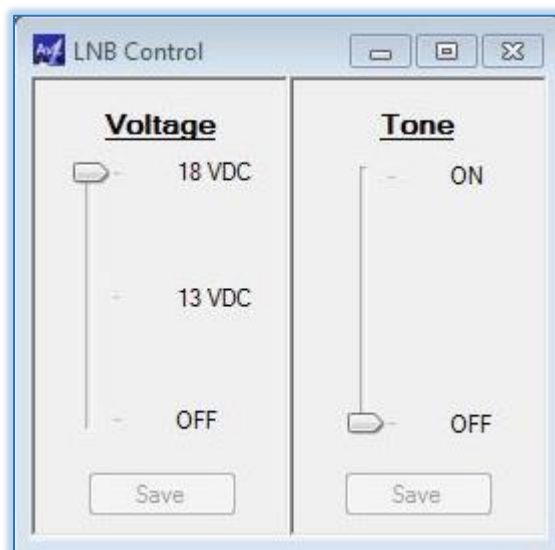 LNB Control
Voltage
18 VDC
13 VDC
OFF
Save
Tone
ON
OFF
Save